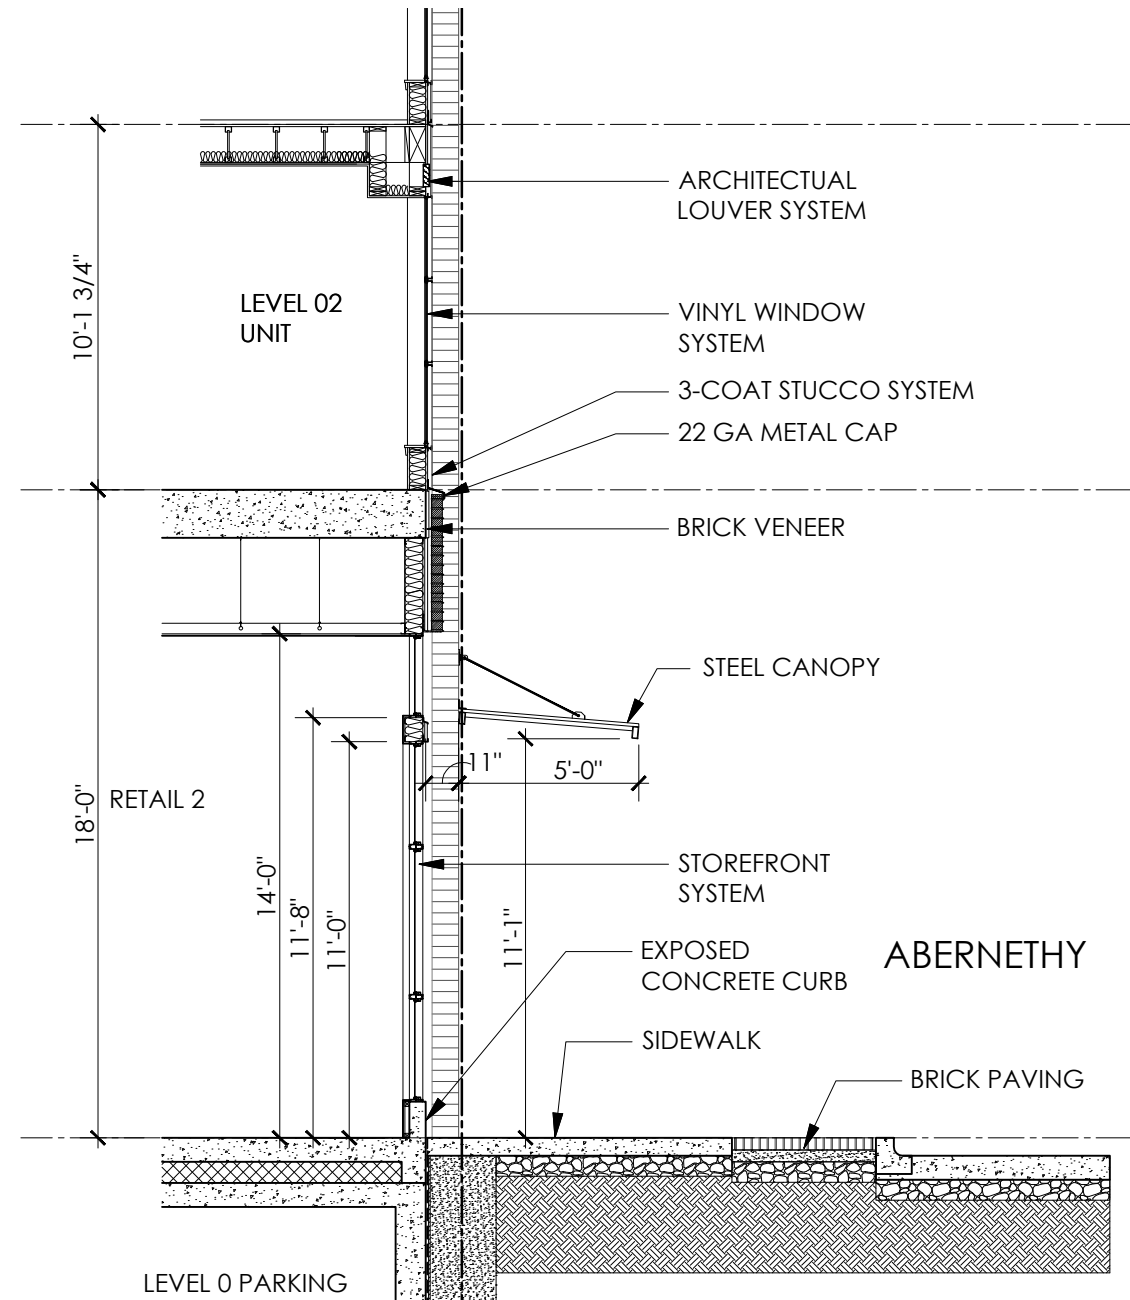 ARCHITECTUAL
LOUVER SYSTEM
10'-1 3/4"
LEVEL 02
UNIT
VINYL WINDOW
SYSTEM
3-COAT STUCCO SYSTEM
22 GA METAL CAP
BRICK VENEER
STEEL CANOPY
11"
5'-0"
18'-0"
RETAIL 2
14'-0"
11'-8"
11'-0"
11'-1"
STOREFRONT
SYSTEM
EXPOSED
CONCRETE CURB
ABERNETHY
SIDEWALK
BRICK PAVING
LEVEL 0 PARKING